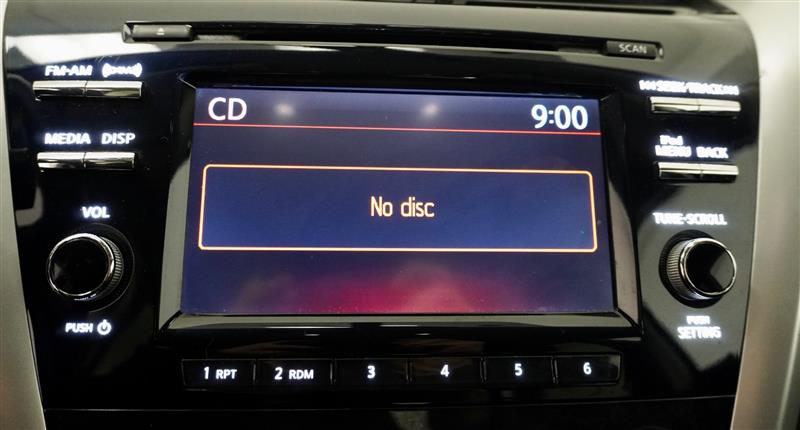 SCAN
FM-AM
SEEK/TRACK
CD 9:00
MEDIA DISP
iPod
MENU BACK
No disc
VOL
TUNE-SCROLL
PUSH
PUSH
SETTING
1 RPT 2 RDM 3 4 5 6